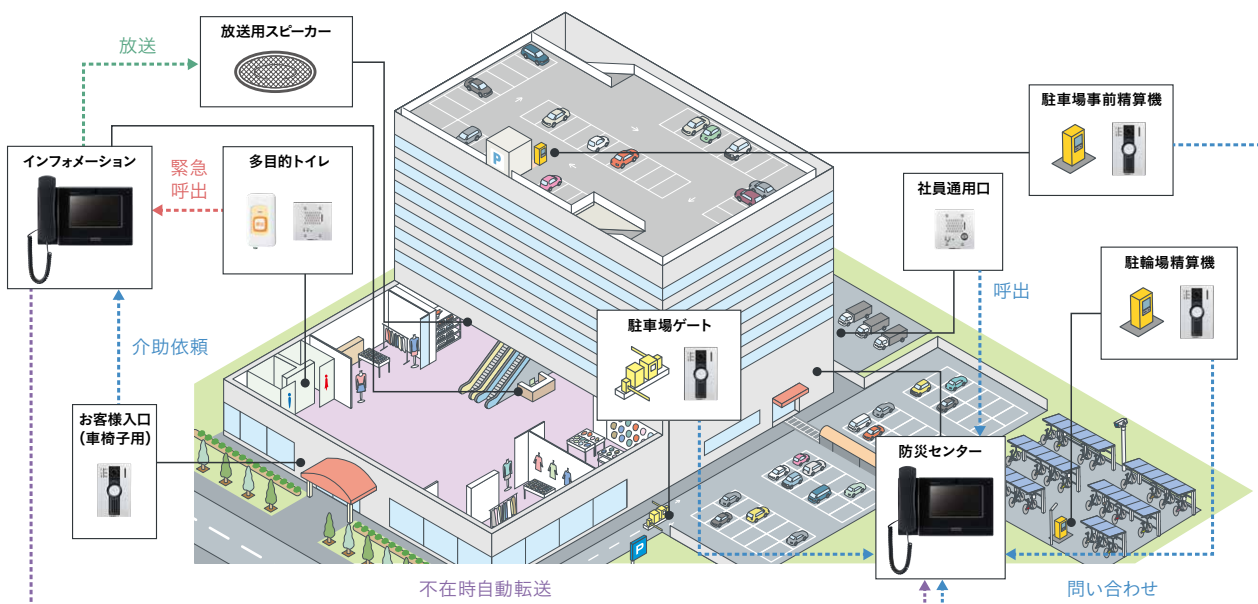 放送用スピーカー
放送
駐車場事前精算機
インフォメーション
緊急
呼出
多目的トイレ
P
社員通用口
呼出
駐輪場精算機
駐車場ゲート
介助依頼
お客様入口
(車椅子用)
防災センター
P
不在時自動転送
問い合わせ